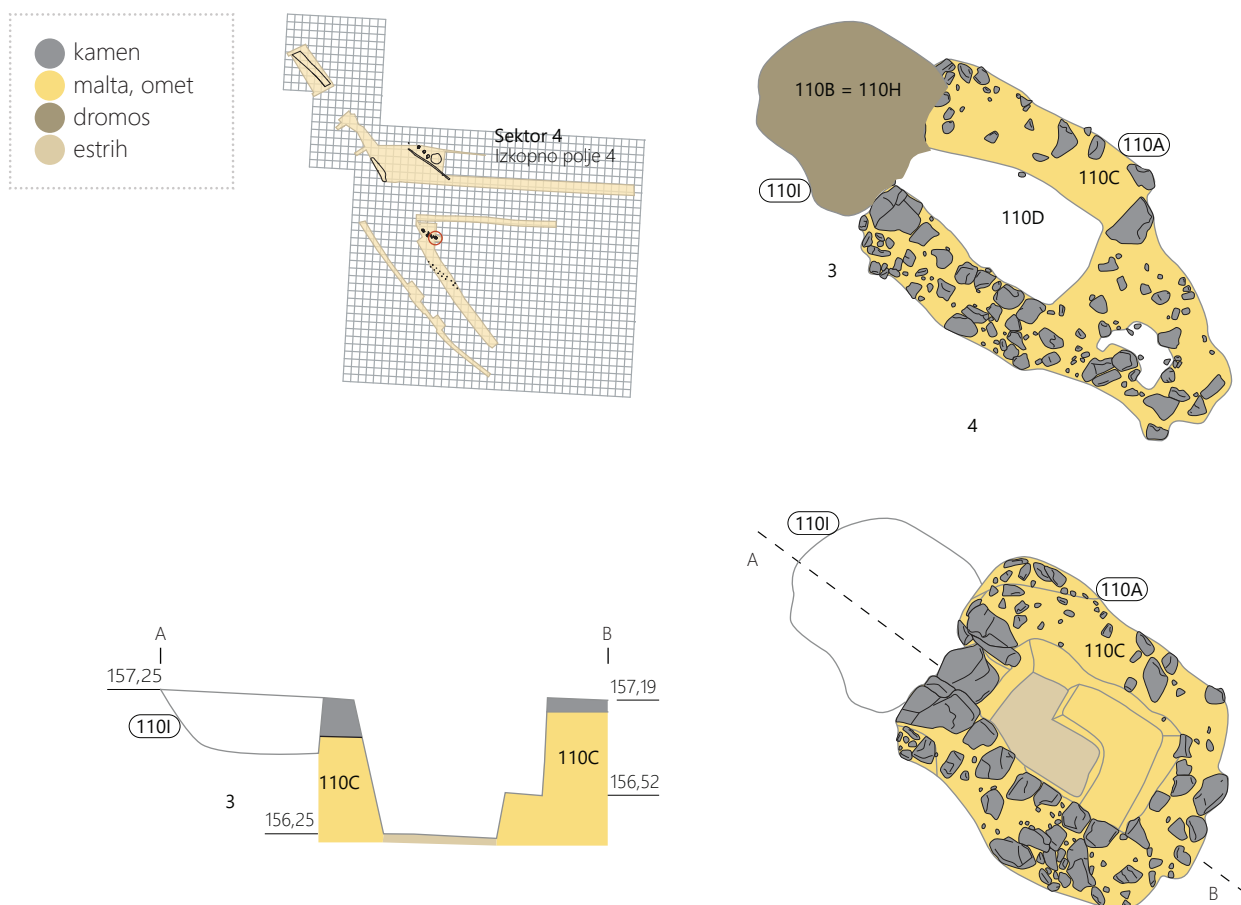 kamen
malta, omet
dromos
estrih
Sektor 4
Izkopno polje 4
110B = 110H
110A
110C
110I
110D
3
4
110I
A
110A
110C
B
A
B
157,25
157,19
110I
110C
110C
3
156,52
156,25